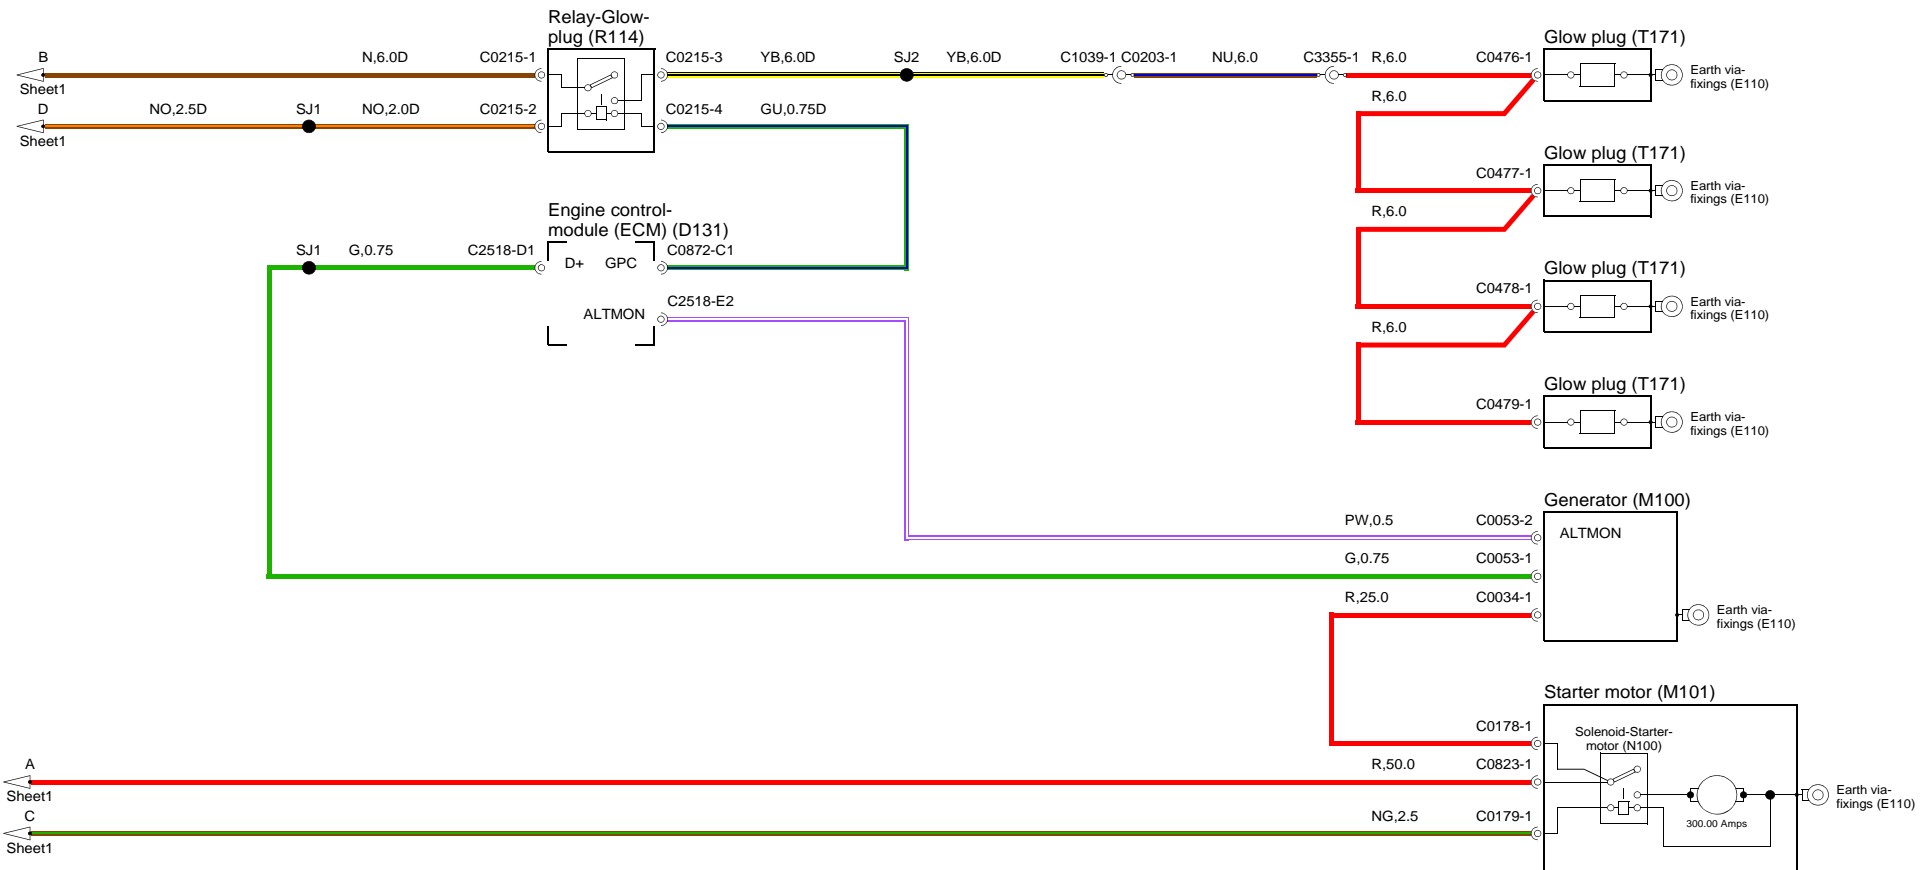 Relay-Glow-
plug (R114)
B
N,6.0D
C0215-1
C0215-3
YB,6.0D
SJ2
YB,6.0D
C1039-1 C0203-1
NU,6.0
C3355-1
R,6.0
C0476-1
Glow plug (T171)
Earth via-
fixings (E110)
Sheet1
D
NO,2.5D
SJ1
NO,2.0D
C0215-2
C0215-4
GU,0.75D
R,6.0
Sheet1
Glow plug (T171)
C0477-1
Earth via-
fixings (E110)
R,6.0
Engine control-
module (ECM) (D131)
SJ1
G,0.75
C2518-D1
D+
GPC
C0872-C1
Glow plug (T171)
C0478-1
Earth via-
fixings (E110)
C2518-E2
ALTMON
R,6.0
Glow plug (T171)
C0479-1
Earth via-
fixings (E110)
Generator (M100)
PW,0.5
C0053-2
ALTMON
G,0.75
C0053-1
R,25.0
C0034-1
Earth via-
fixings (E110)
Starter motor (M101)
C0178-1
Solenoid-Starter-
motor (N100)
A
R,50.0
C0823-1
Sheet1
Earth via-
fixings (E110)
C
NG,2.5
C0179-1
300.00 Amps
Sheet1